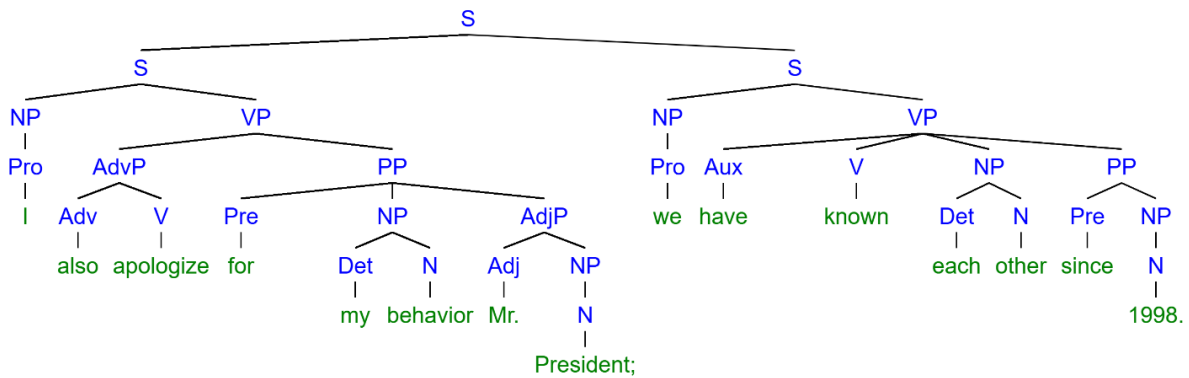 S
S S
NP VP NP VP
Pro AdvP PP Pro Aux V NP PP
I Adv V Pre NP AdjP we have known Det N Pre NP
also apologize for Det N Adj NP each other since N
my behavior Mr. N 1998.
President;